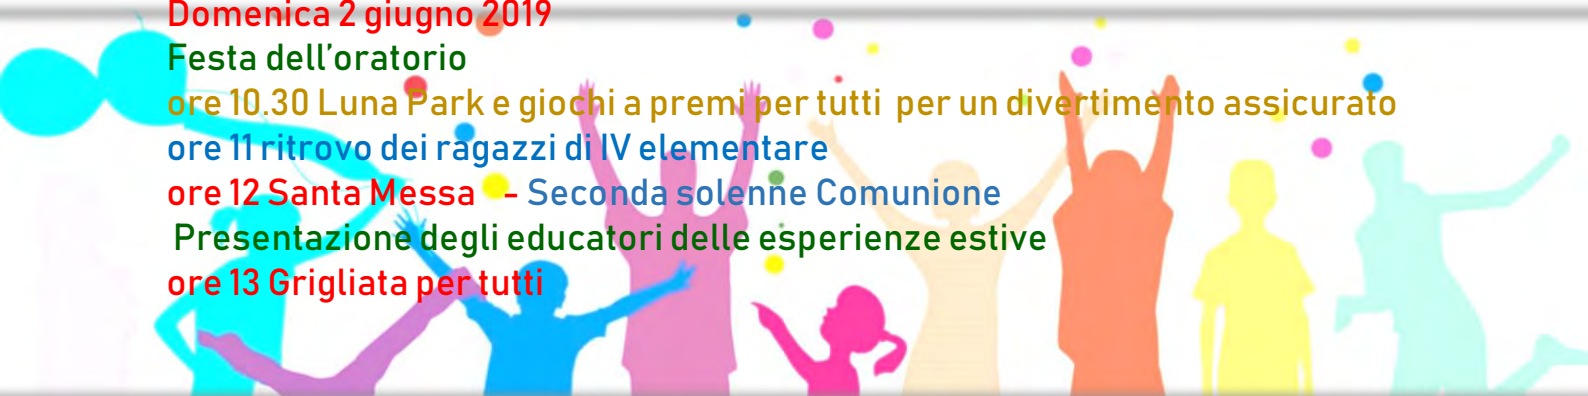 Domenica 2 giugno 2019
Festa dell’oratorio
ore 10.30 Luna Park e giochi a premi per tutti per un divertimento assicurato
ore 11 ritrovo dei ragazzi di IV elementare
ore 12 Santa Messa - Seconda solenne Comunione
Presentazione degli educatori delle esperienze estive
ore 13 Grigliata per tutti